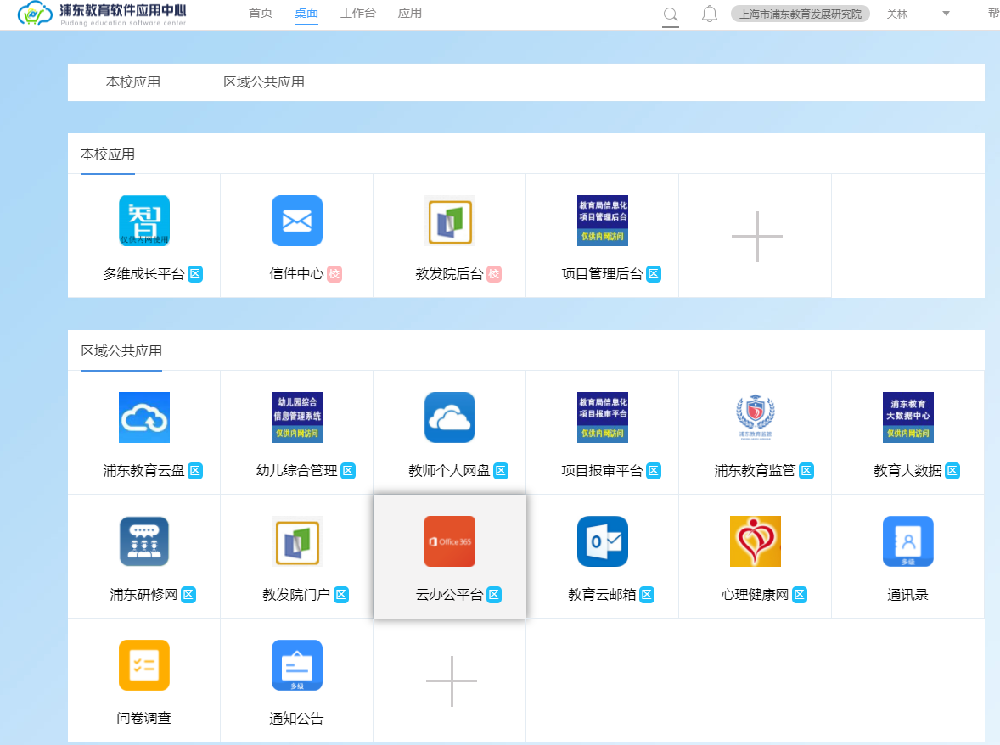 浦东教育软件应用中心
Pudong education software center
首页 桌面 工作台 应用
上海市浦东教育发展研究院 关林 帮
本校应用 区域公共应用
本校应用
智
仅供内网使用
教育局信息化
项目管理后台
仅供内网访问
多维成长平台 区 信件中心 校 教发院后台 校 项目管理后台 区
区域公共应用
幼儿园综合
信息管理系统
仅供内网访问
教育局信息化
项目报审平台
仅供内网访问
浦东教育监管
浦东教育
大数据中心
仅供内网访问
浦东教育云盘 区 幼儿综合管理 区 教师个人网盘 区 项目报审平台 区 浦东教育监管 区 教育大数据 区
Office 365
多级
浦东研修网 区 教发院门户 区 云办公平台 区 教育云邮箱 区 心理健康网 区 通讯录
多级
问卷调查 通知公告